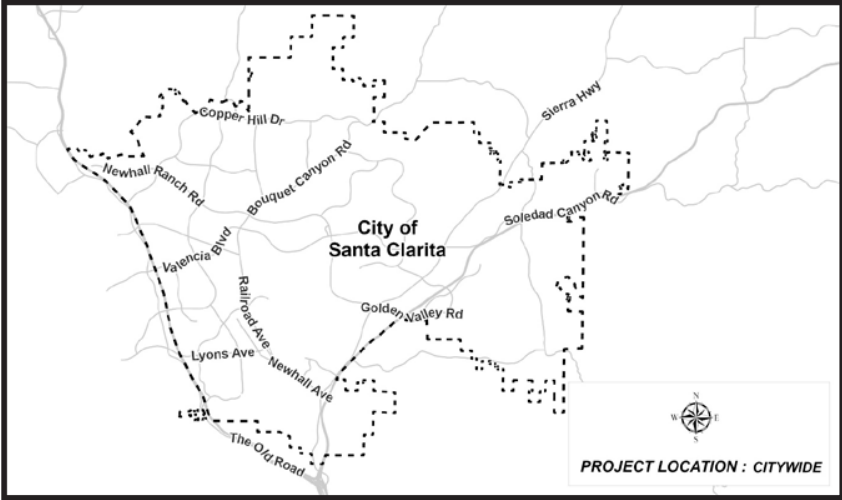 Sierra Hwy
Copper Hill Dr
Newhall Ranch Rd
Bouquet Canyon Rd
Soledad Canyon Rd
City of
Santa Clarita
Valencia Blvd
Railroad Ave
Golden Valley Rd
Lyons Ave
Newhall Ave
The Old Road
N
W
E
S
PROJECT LOCATION : CITYWIDE